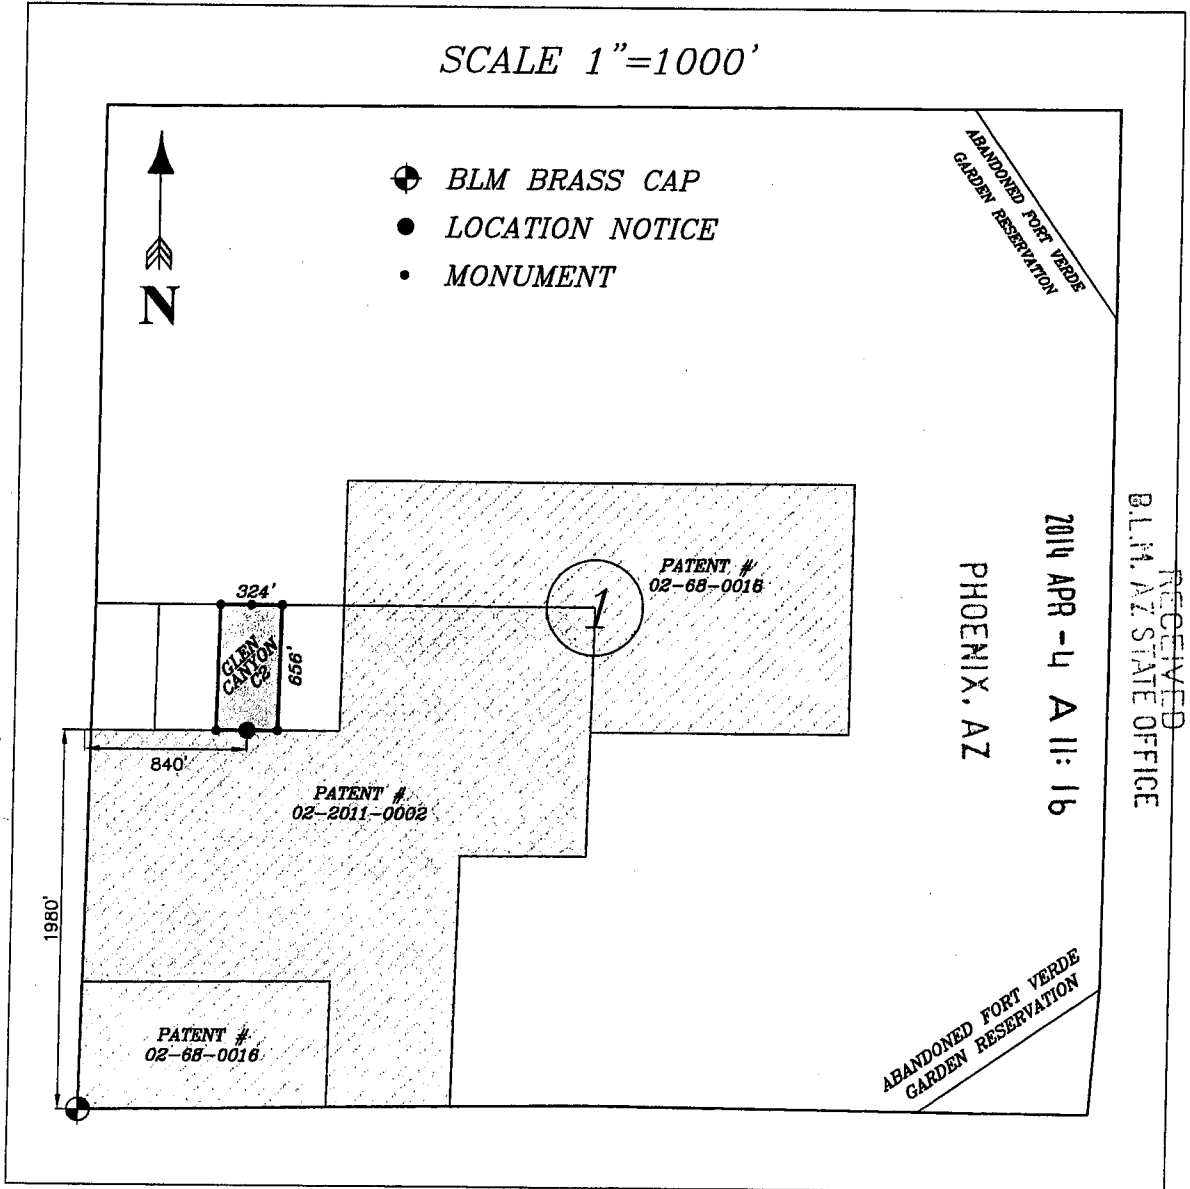 SCALE 1"=1000'
BLM BRASS CAP
LOCATION NOTICE
MONUMENT
N
ABANDONED FORT VERDE
GARDEN RESERVATION
PATENT #
02-68-0016
1
324'
GLEN
CANYON
C2
656'
840'
PATENT #
02-2011-0002
1980'
PATENT #
02-68-0016
ABANDONED FORT VERDE
GARDEN RESERVATION
RECEIVED
B.L.M. AZ STATE OFFICE
2014 APR -4 A 11: 16
PHOENIX, AZ